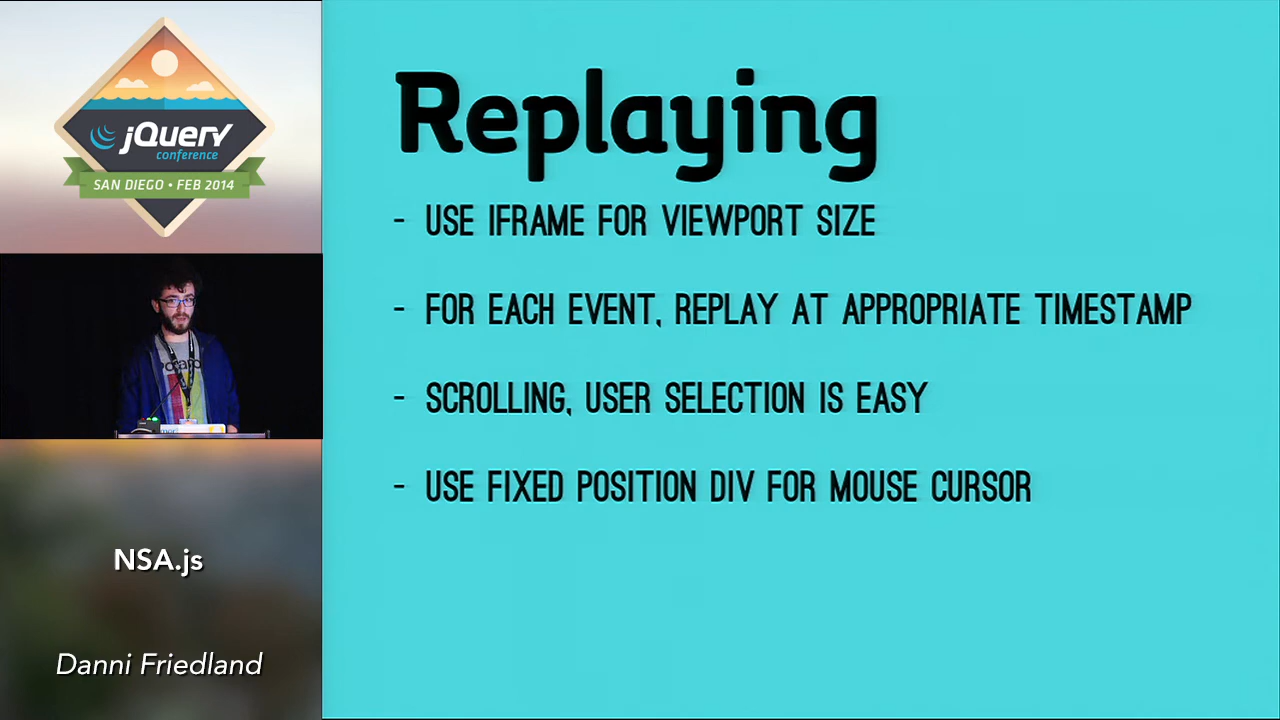 jQuery
conference
SAN DIEGO • FEB 2014
NSA.js
Danni Friedland
Replaying
- USE IFRAME FOR VIEWPORT SIZE
- FOR EACH EVENT, REPLAY AT APPROPRIATE TIMESTAMP
- SCROLLING, USER SELECTION IS EASY
- USE FIXED POSITION DIV FOR MOUSE CURSOR